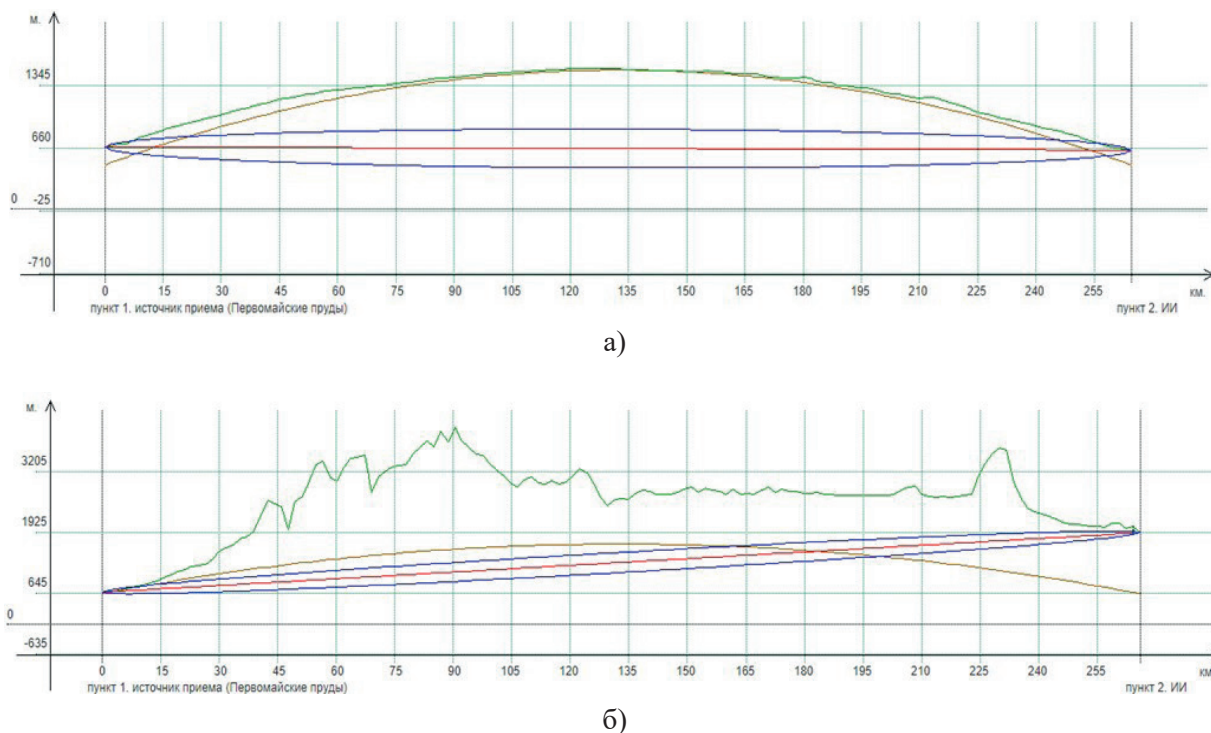 м.
1345
660
0 -25
-710
0 15 30 45 60 75 90 105 120 135 150 165 180 195 210 225 240 255
км.
пункт 1. источник приема (Первомайские пруды) пункт 2. ИИ
а)
м.
3205
1925
645
0
-635
0 15 30 45 60 75 90 105 120 135 150 165 180 195 210 225 240 255 км
пункт 1. источник приема (Первомайские пруды) пункт 2. ИИ
б)